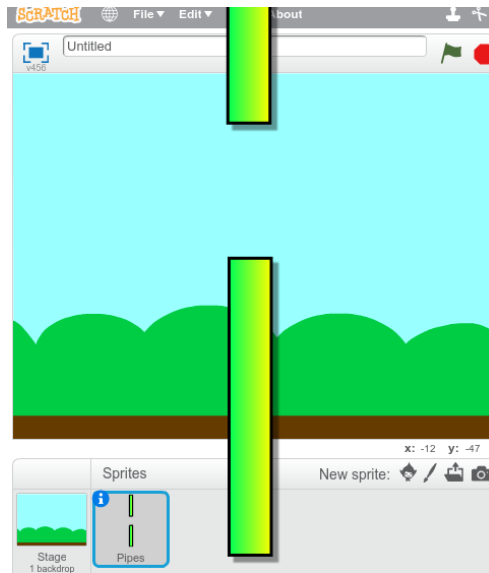 SCRATCH File▼ Edit▼ About
v456
Untitled
x: -12 y: -47
Sprites New sprite:
i
Stage
1 backdrop
Pipes